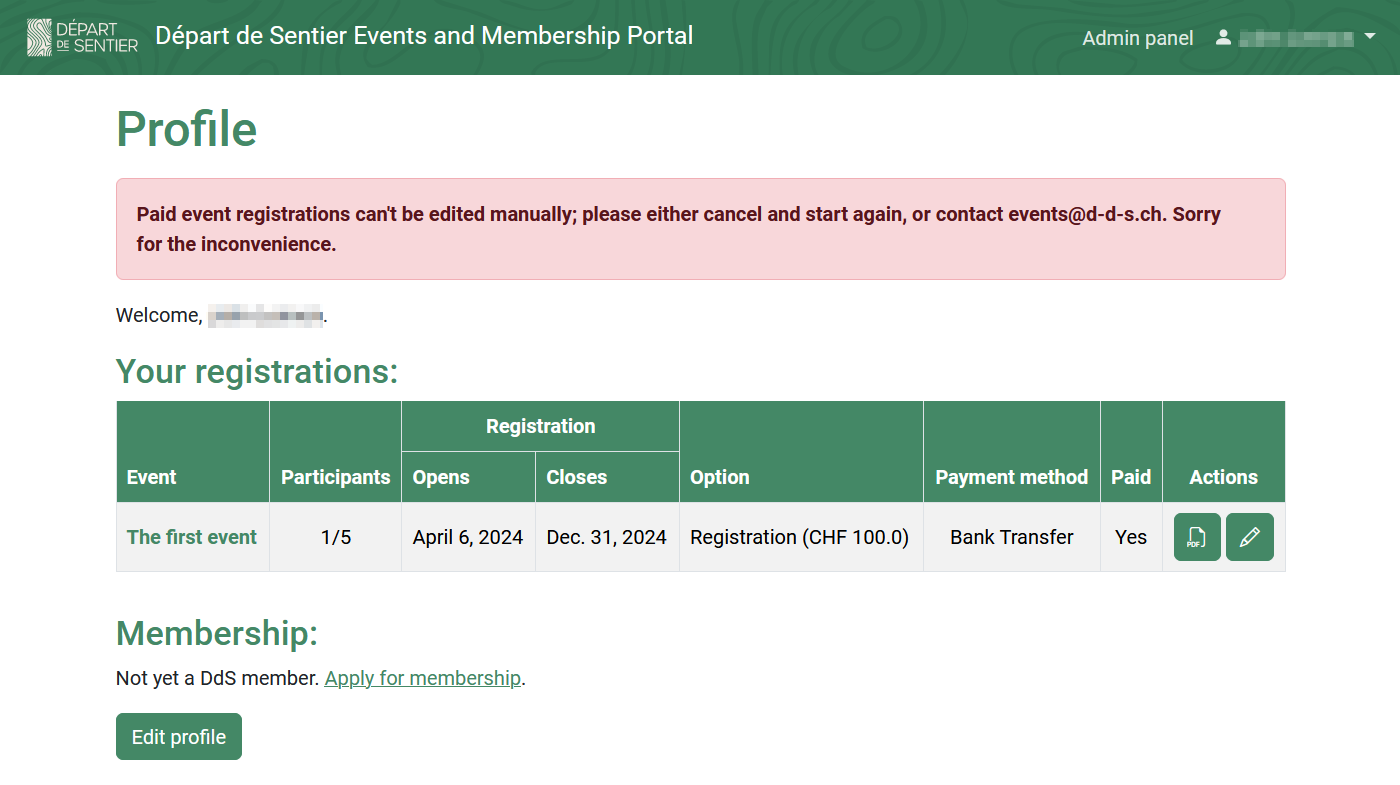 DÉPART
DE SENTIER
Départ de Sentier Events and Membership Portal
Admin panel
Profile
Paid event registrations can't be edited manually; please either cancel and start again, or contact events@d-d-s.ch. Sorry
for the inconvenience.
Welcome, .
Your registrations:
Registration
Event Participants Opens Closes Option Payment method Paid Actions
The first event 1/5 April 6, 2024 Dec. 31, 2024 Registration (CHF 100.0) Bank Transfer Yes PDF
Membership:
Not yet a DdS member. Apply for membership.
Edit profile